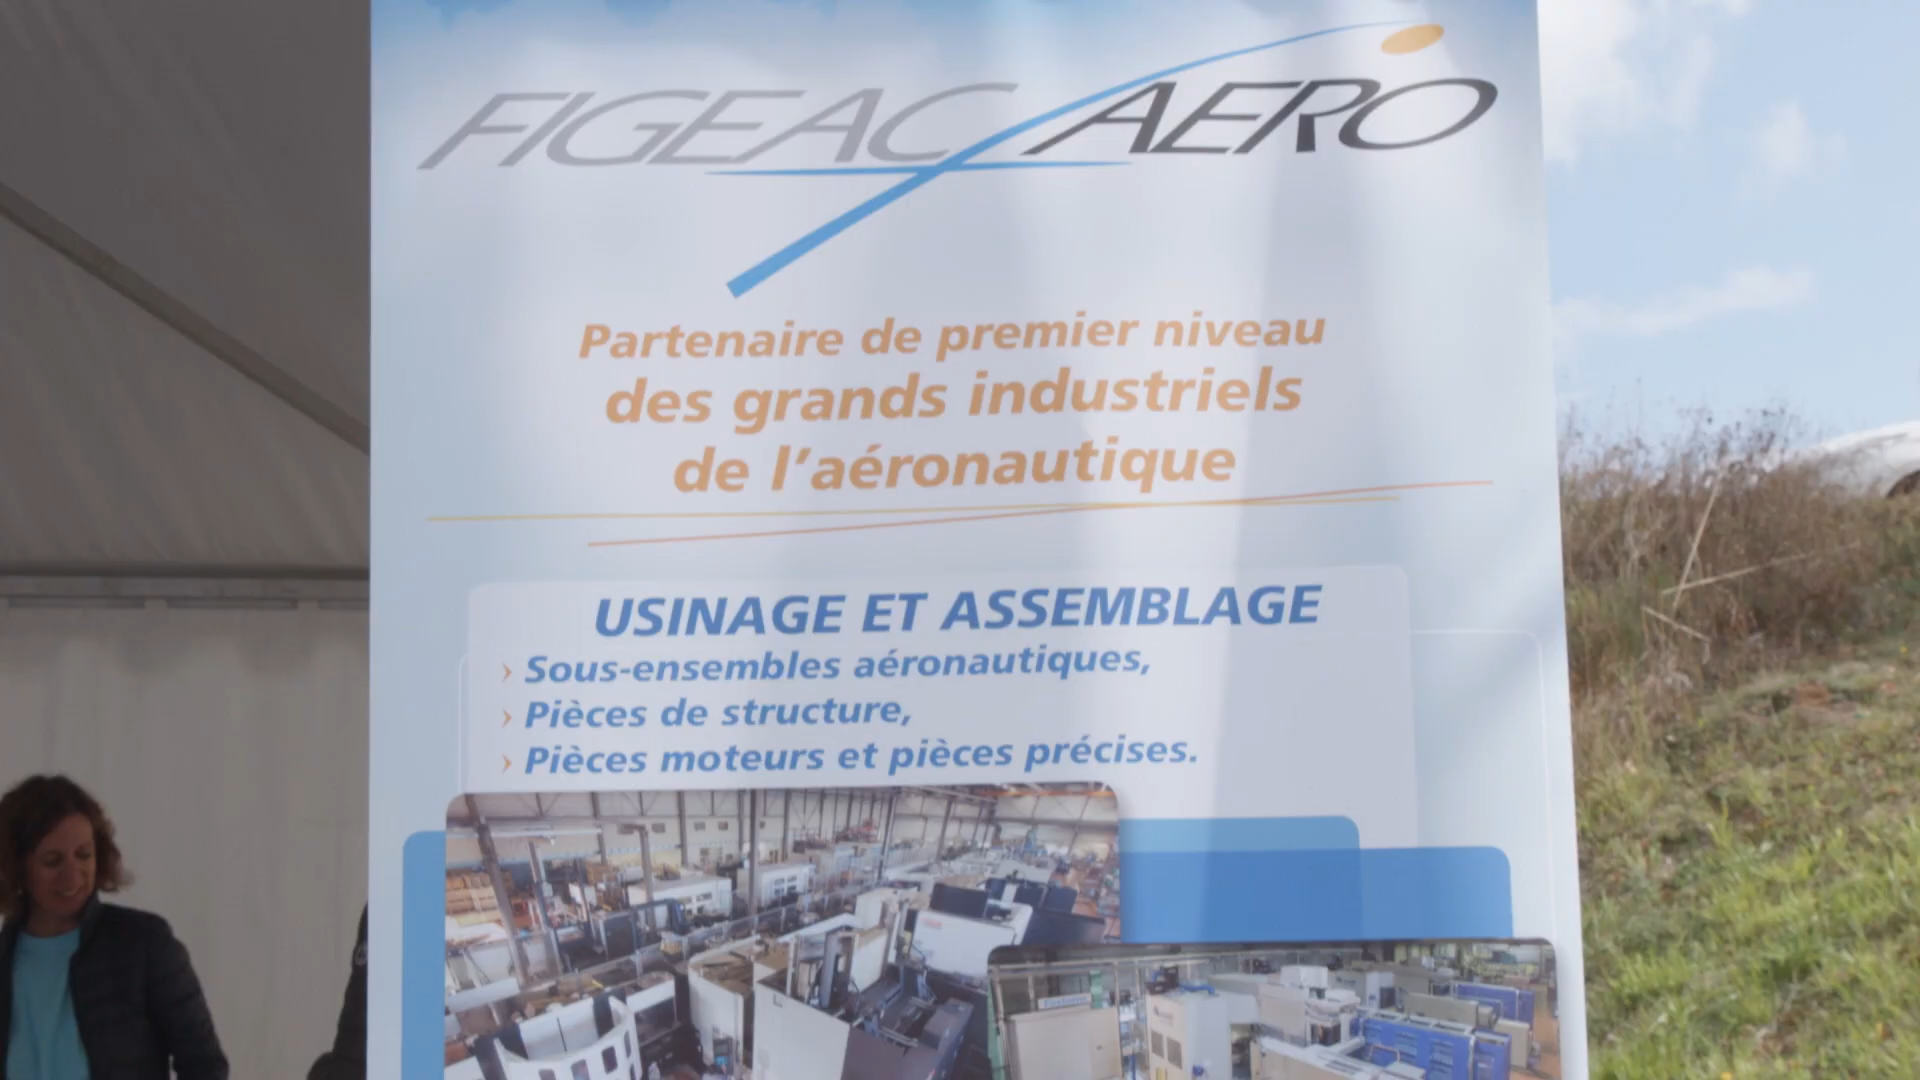 FIGEAC AERO
Partenaire de premier niveau
des grands industriels
de l'aéronautique
USINAGE ET ASSEMBLAGE
› Sous-ensembles aéronautiques,
› Pièces de structure,
› Pièces moteurs et pièces précises.